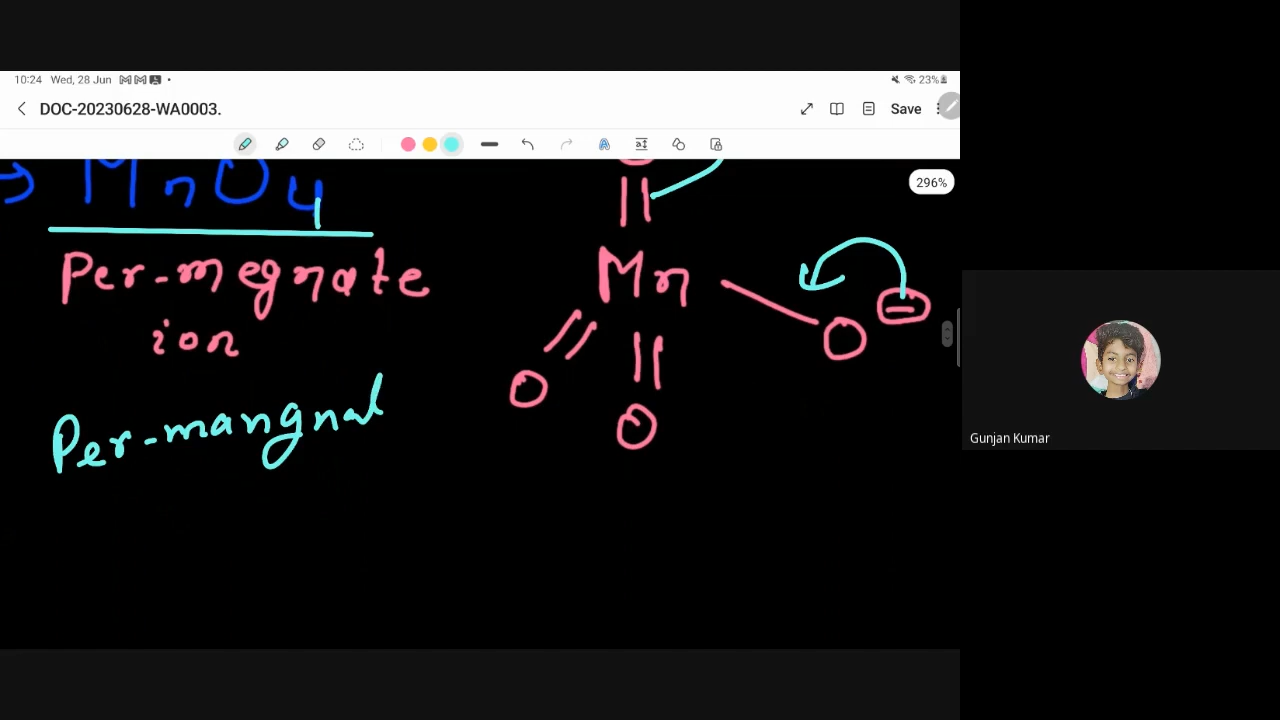 10:24 Wed, 28 Jun
23%
DOC-20230628-WA0003.
Save
296%
→ MnO4
Per-megnate
ion
Per-mangnat
Mn
O
O
O
Gunjan Kumar